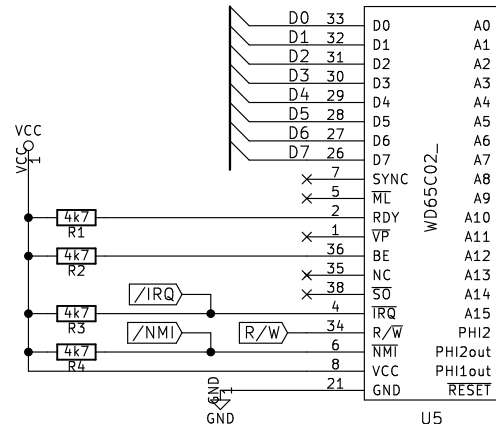 D0 33 D0 A0
D1 32 D1 A1
D2 31 D2 A2
D3 30 D3 A3
D4 29 D4 A4
D5 28 D5 A5
D6 27 D6 A6
D7 26 D7 A7
7 SYNC A8
5 ML A9
2 RDY A10
1 VP A11
36 BE A12
35 NC A13
38 SO A14
4 IRQ A15
34 R/W PHI2
6 NMI PHI2out
8 VCC PHI1out
21 GND RESET
WD65C02_
U5
VCC
VCC
1
4k7
R1
4k7
R2
/IRQ
4k7
R3
/NMI
R/W
4k7
R4
GND
1
GND